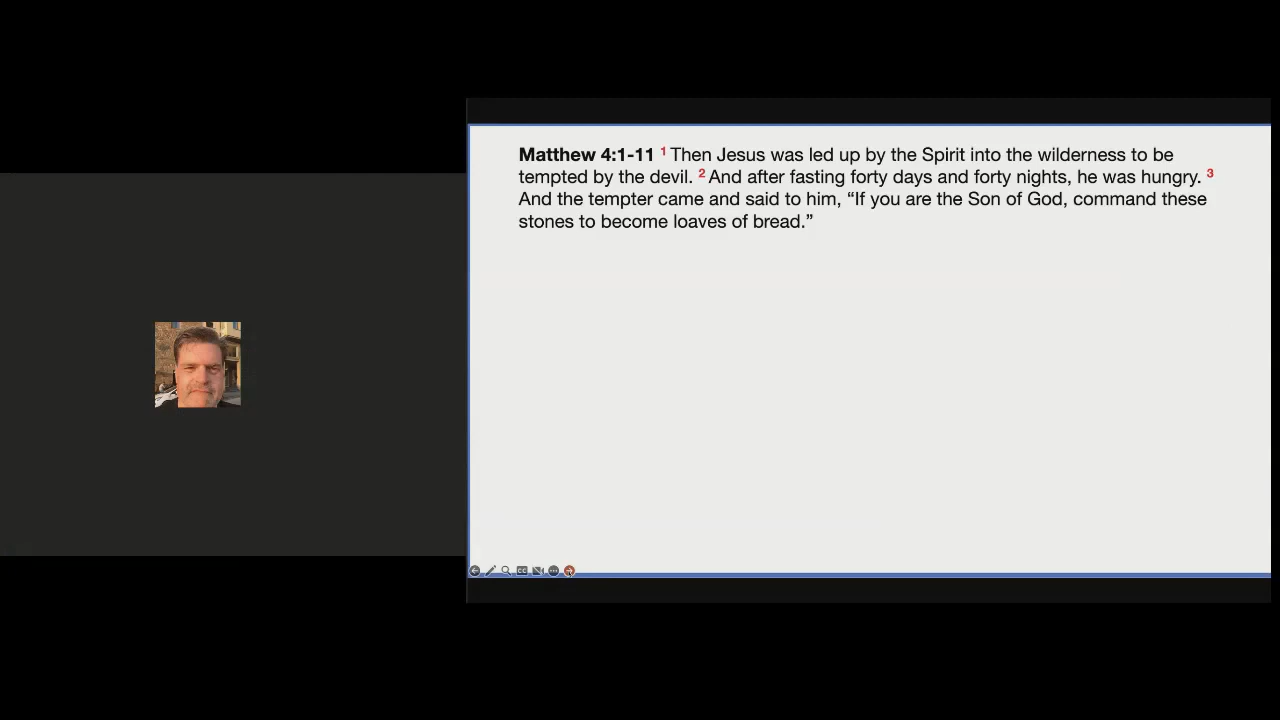 Matthew 4:1-11 1 Then Jesus was led up by the Spirit into the wilderness to be
tempted by the devil. 2 And after fasting forty days and forty nights, he was hungry. 3
And the tempter came and said to him, “If you are the Son of God, command these
stones to become loaves of bread.”
CC